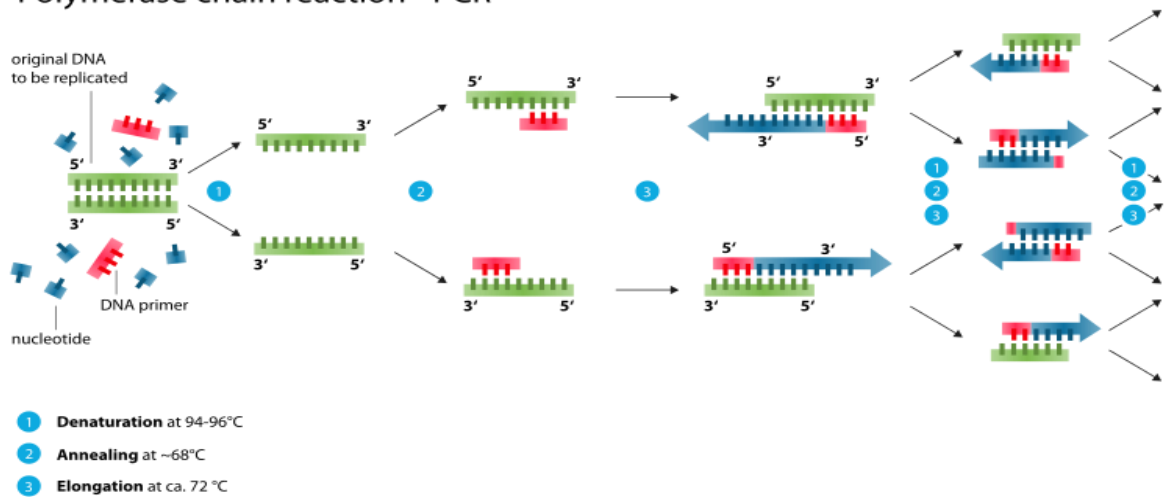 original DNA
to be replicated
5‘ 3‘
3‘ 5‘
DNA primer
nucleotide
5‘ 3‘
1
3‘ 5‘
5‘ 3‘
2
3‘ 5‘
3
5‘ 3‘
3‘ 5‘
5‘ 3‘
3‘ 5‘
1
2
3
1
2
3
1 Denaturation at 94-96°C
2 Annealing at ~68°C
3 Elongation at ca. 72 °C